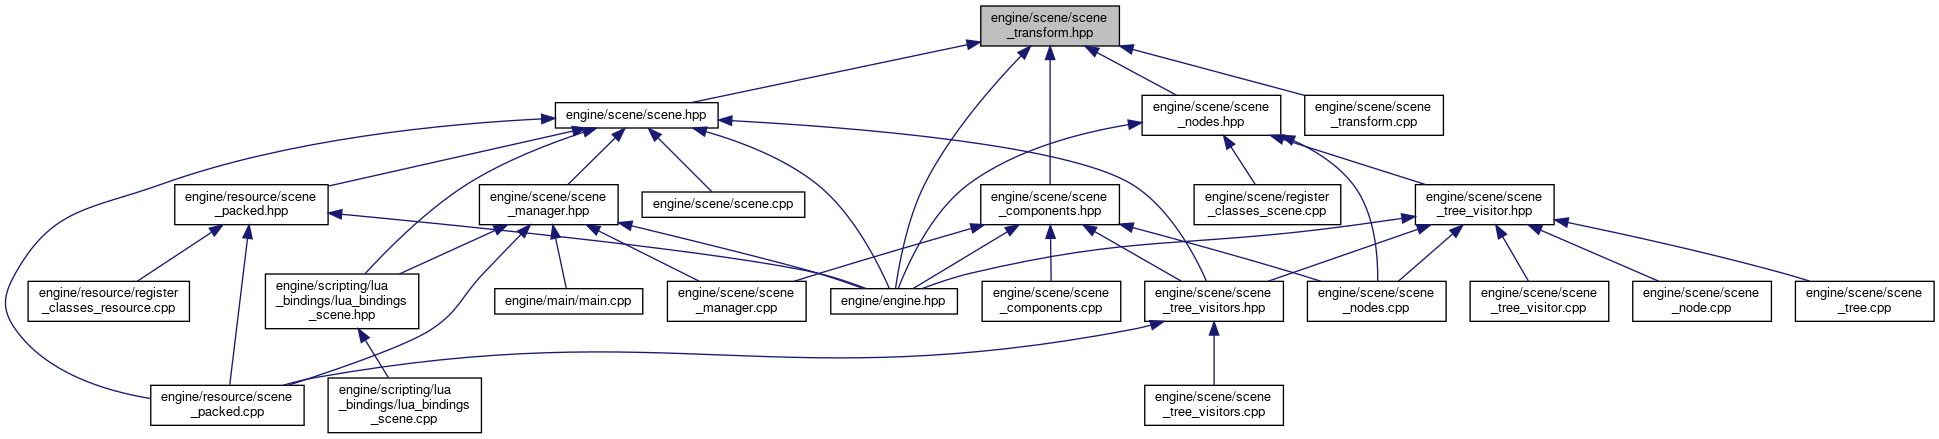 engine/scene/scene
_transform.hpp
engine/scene/scene.hpp
engine/scene/scene
_nodes.hpp
engine/scene/scene
_transform.cpp
engine/resource/scene
_packed.hpp
engine/scene/scene
_manager.hpp
engine/scene/scene.cpp
engine/scene/scene
_components.hpp
engine/scene/register
_classes_scene.cpp
engine/scene/scene
_tree_visitor.hpp
engine/resource/register
_classes_resource.cpp
engine/scripting/lua
_bindings/lua_bindings
_scene.hpp
engine/main/main.cpp
engine/scene/scene
_manager.cpp
engine/engine.hpp
engine/scene/scene
_components.cpp
engine/scene/scene
_tree_visitors.hpp
engine/scene/scene
_nodes.cpp
engine/scene/scene
_tree_visitor.cpp
engine/scene/scene
_node.cpp
engine/scene/scene
_tree.cpp
engine/resource/scene
_packed.cpp
engine/scripting/lua
_bindings/lua_bindings
_scene.cpp
engine/scene/scene
_tree_visitors.cpp